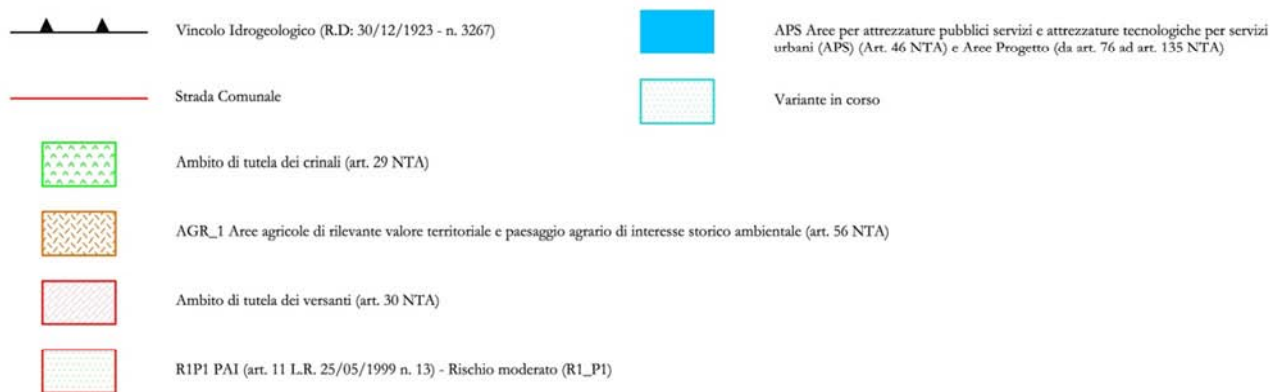 Vincolo Idrogeologico (R.D: 30/12/1923 - n. 3267)
Strada Comunale
Ambito di tutela dei crinali (art. 29 NTA)
AGR_1 Aree agricole di rilevante valore territoriale e paesaggio agrario di interesse storico ambientale (art. 56 NTA)
Ambito di tutela dei versanti (art. 30 NTA)
R1P1 PAI (art. 11 L.R. 25/05/1999 n. 13) - Rischio moderato (R1_P1)
APS Aree per attrezzature pubblici servizi e attrezzature tecnologiche per servizi
urbani (APS) (Art. 46 NTA) e Aree Progetto (da art. 76 ad art. 135 NTA)
Variante in corso